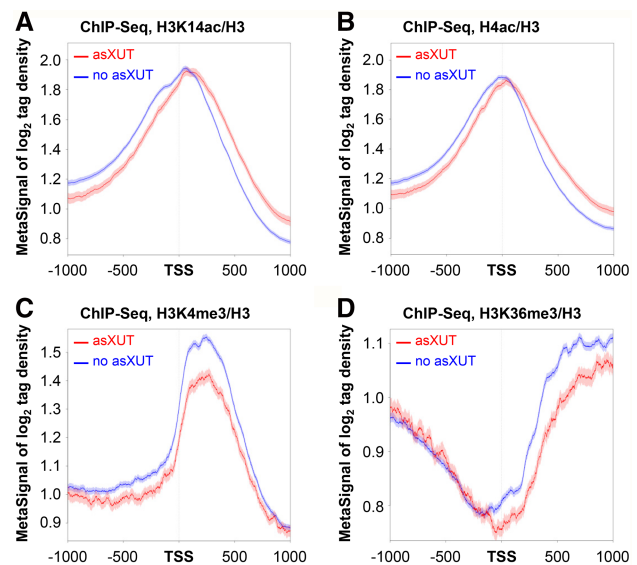 A
ChIP-Seq, H3K14ac/H3
MetaSignal of log2 tag density
asXUT
no asXUT
2.0
1.8
1.6
1.4
1.2
1.0
0.8
-1000 -500 TSS 500 1000
B
ChIP-Seq, H4ac/H3
MetaSignal of log2 tag density
asXUT
no asXUT
2.0
1.8
1.6
1.4
1.2
1.0
0.8
-1000 -500 TSS 500 1000
C
ChIP-Seq, H3K4me3/H3
MetaSignal of log2 tag density
asXUT
no asXUT
1.5
1.4
1.3
1.2
1.1
1.0
0.9
-1000 -500 TSS 500 1000
D
ChIP-Seq, H3K36me3/H3
MetaSignal of log2 tag density
asXUT
no asXUT
1.1
1.0
0.9
0.8
-1000 -500 TSS 500 1000